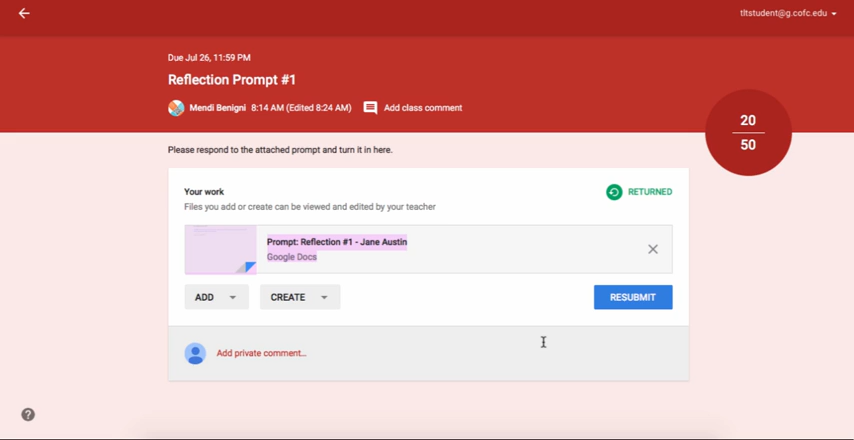 tltstudent@g.cofc.edu
Due Jul 26, 11:59 PM
Reflection Prompt #1
Mendi Benigni 8:14 AM (Edited 8:24 AM) Add class comment
20
50
Please respond to the attached prompt and turn it in here.
Your work
RETURNED
Files you add or create can be viewed and edited by your teacher
Prompt: Reflection #1 - Jane Austin
Google Docs
ADD CREATE RESUBMIT
Add private comment...